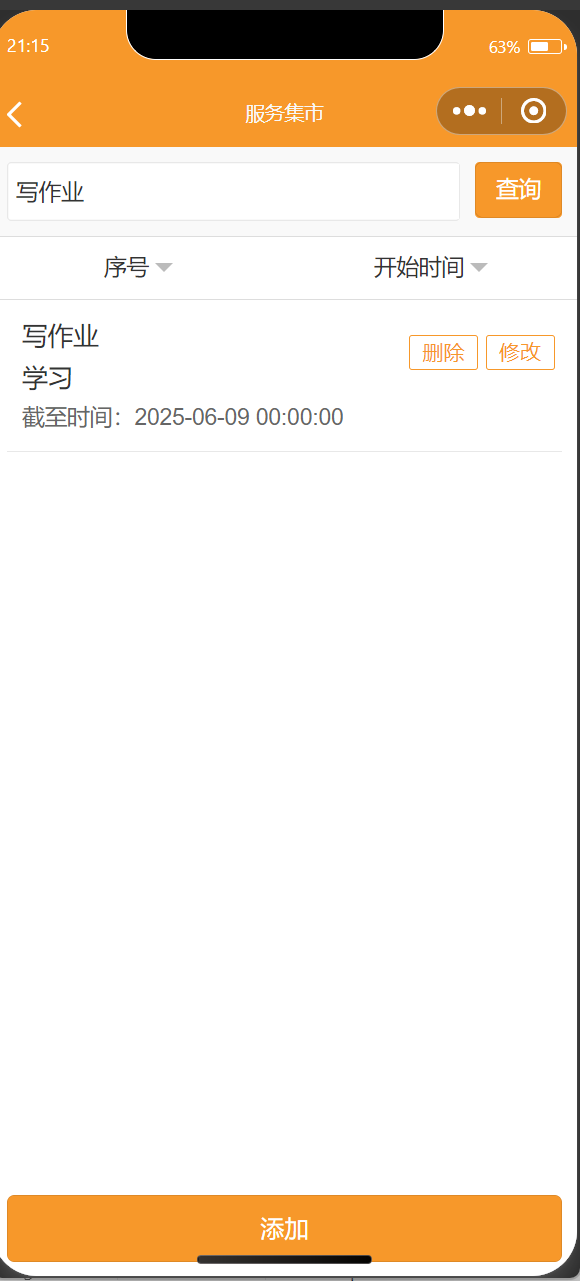 21:15
63%
服务集市
写作业
查询
序号
开始时间
写作业
删除
修改
学习
截至时间：2025-06-09 00:00:00
添加